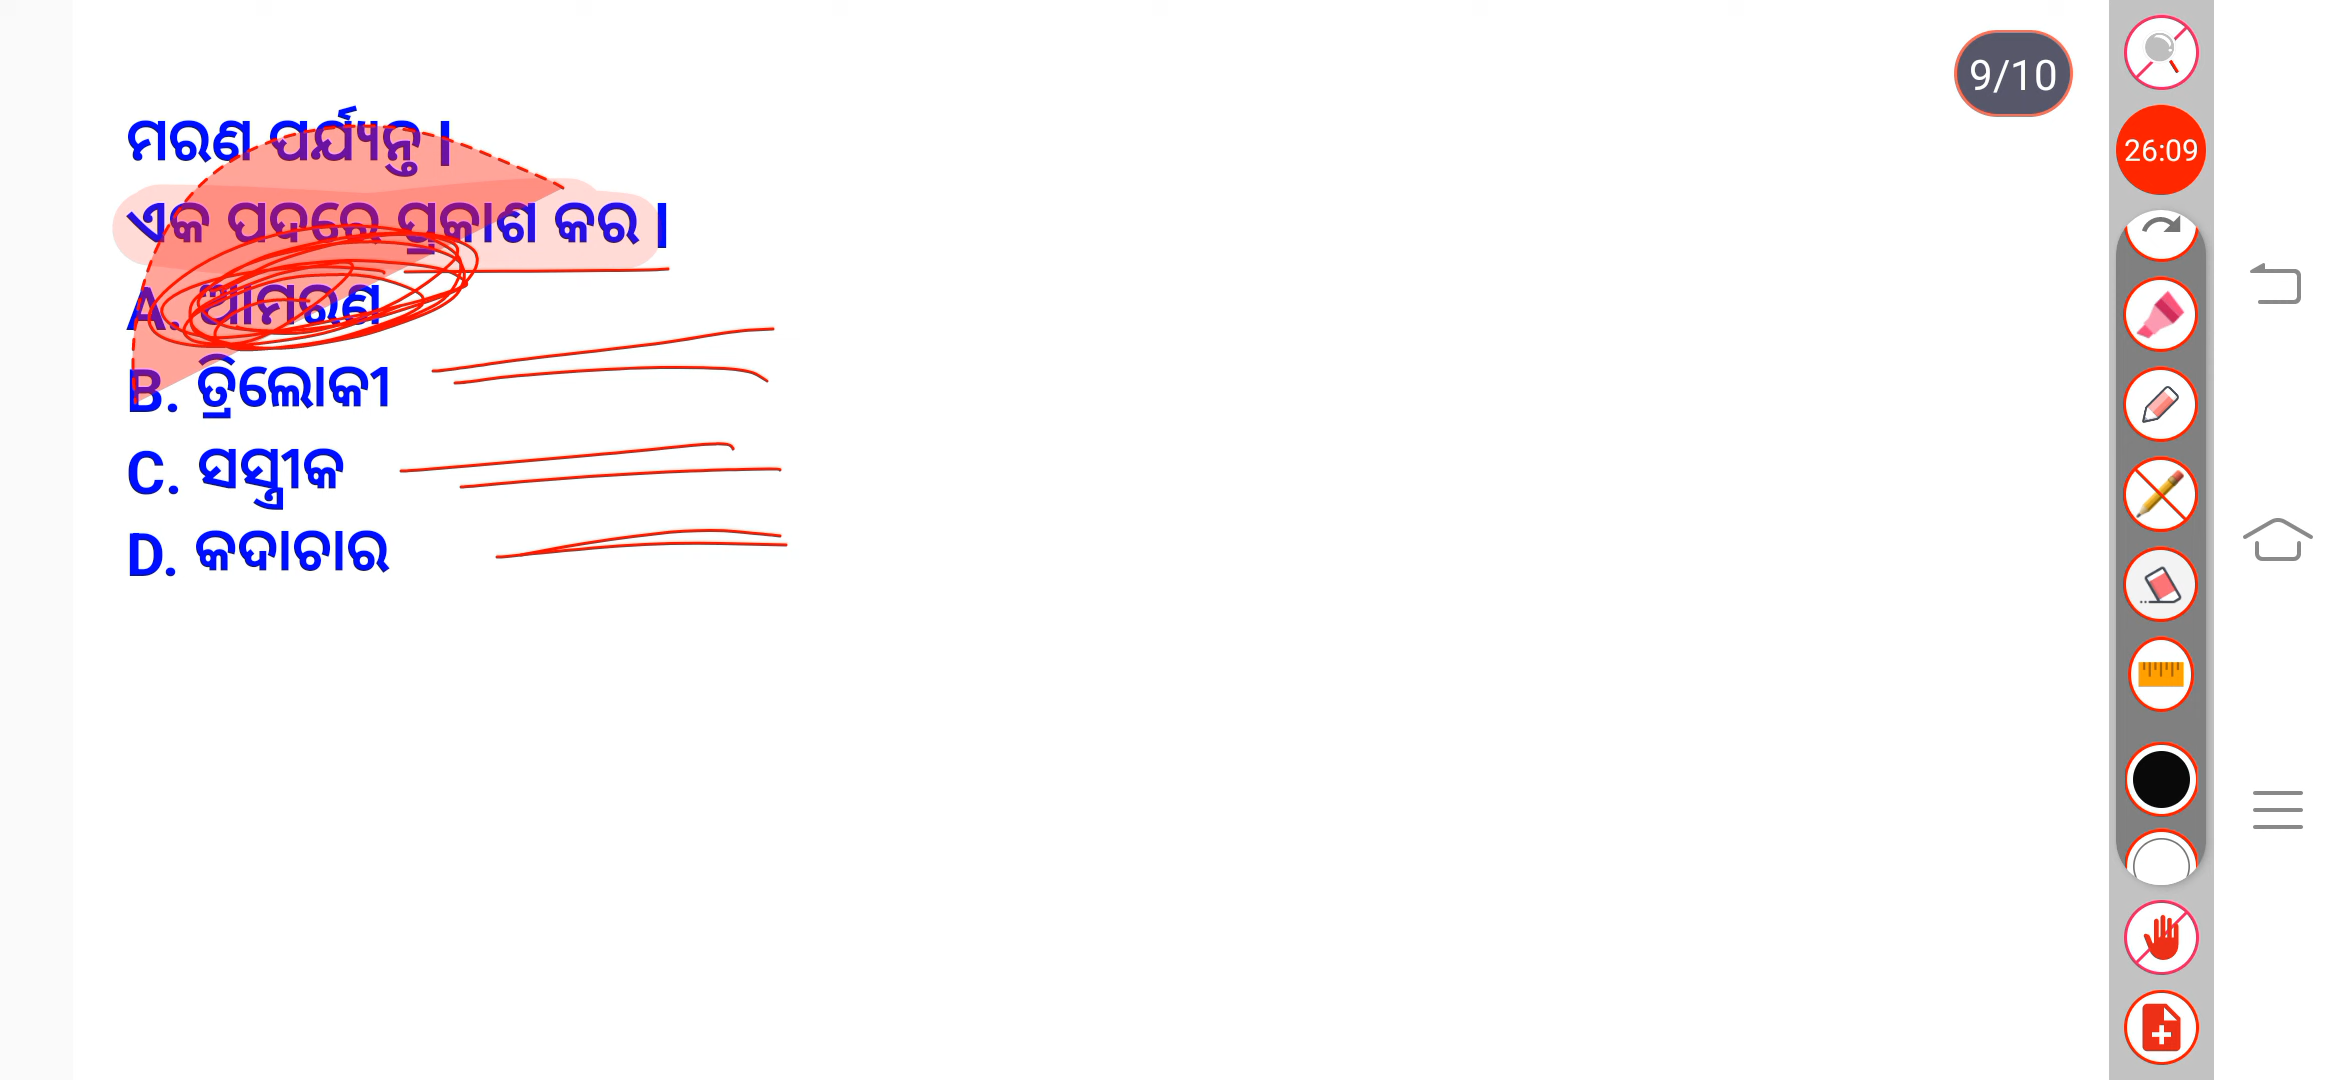 ମରଣ ପର୍ଯ୍ୟନ୍ତ ।
ଏକ ପଦରେ ପ୍ରକାଶ କର ।
A. ଆମରଣ
B. ତ୍ରିଲୋକୀ
C. ସସ୍ତ୍ରୀକ
D. କଦାଚାର
9/10
26:09